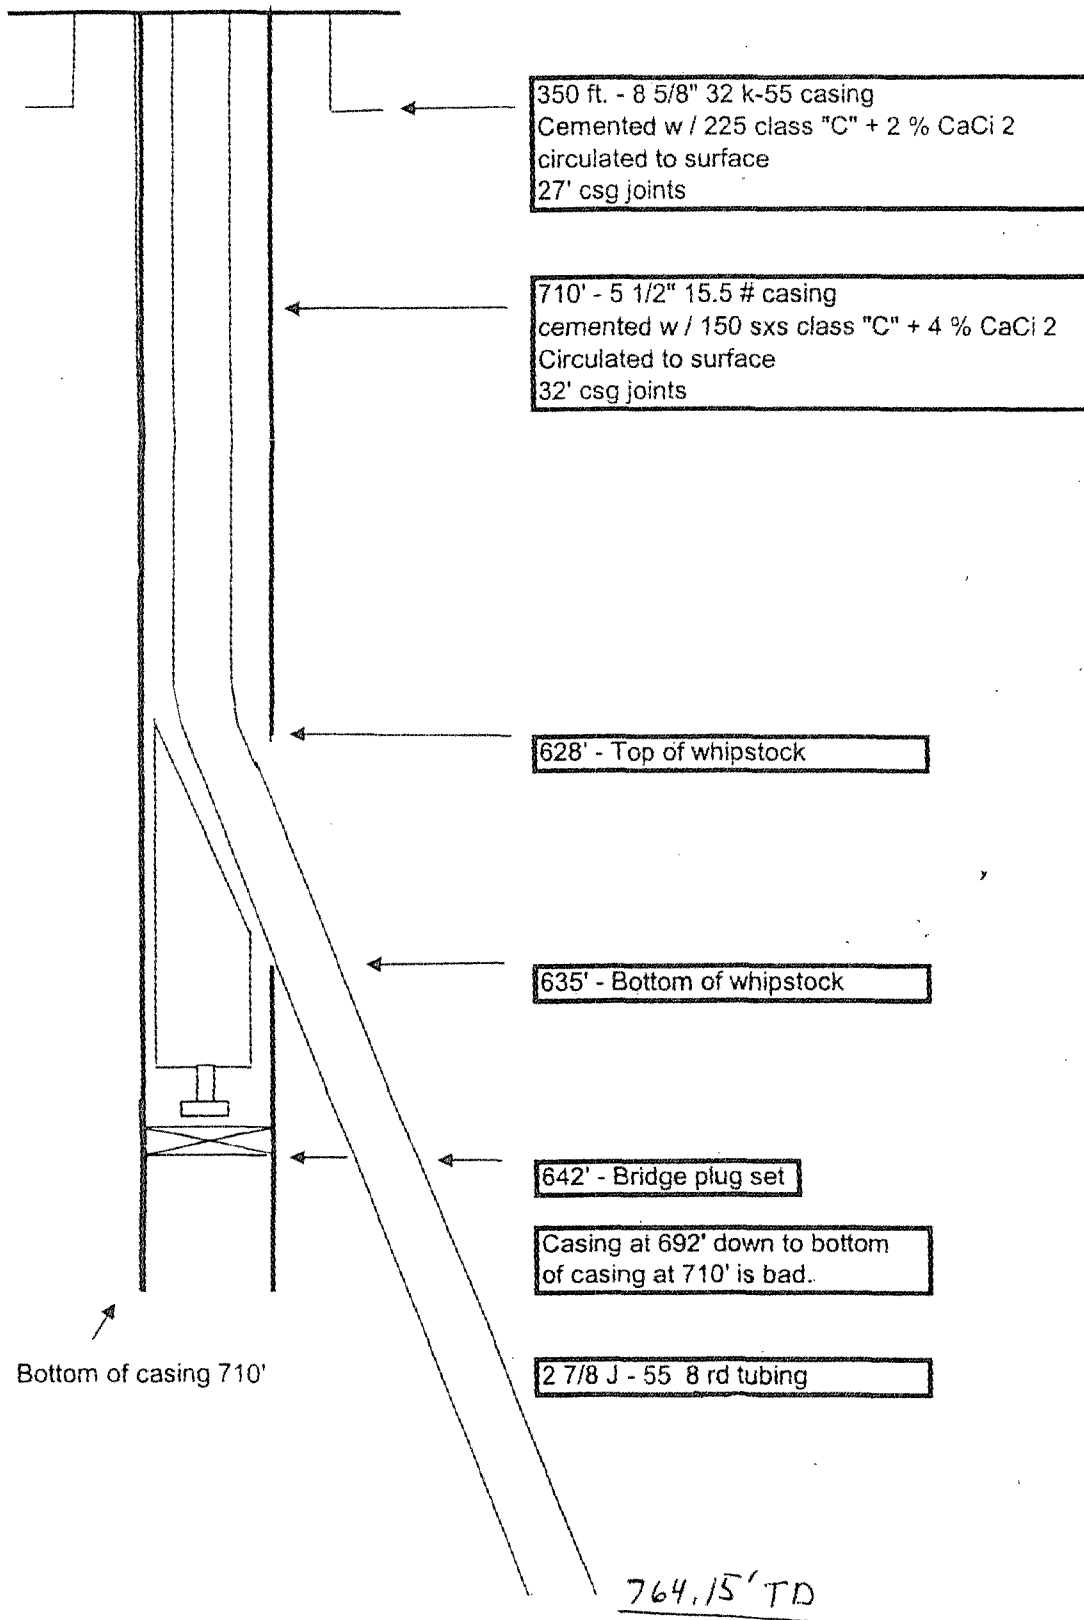 350 ft. - 8 5/8" 32 k-55 casing
Cemented w / 225 class "C" + 2 % CaCi 2
circulated to surface
27' csg joints
710' - 5 1/2" 15.5 # casing
cemented w / 150 sxs class "C" + 4 % CaCi 2
Circulated to surface
32' csg joints
628' - Top of whipstock
635' - Bottom of whipstock
642' - Bridge plug set
Casing at 692' down to bottom
of casing at 710' is bad.
Bottom of casing 710'
2 7/8 J - 55 8 rd tubing
764.15' TD